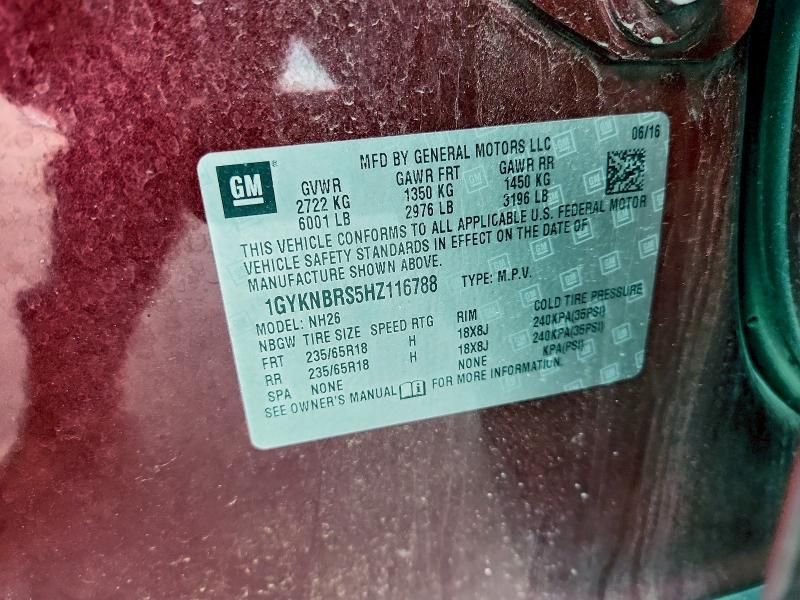 06/16
GM
MFD BY GENERAL MOTORS LLC
GVWR GAWR FRT GAWR RR
2722 KG 1350 KG 1450 KG
6001 LB 2976 LB 3196 LB
THIS VEHICLE CONFORMS TO ALL APPLICABLE U.S. FEDERAL MOTOR
VEHICLE SAFETY STANDARDS IN EFFECT ON THE DATE OF
MANUFACTURE SHOWN ABOVE.
1GYKNBRS5HZ116788 TYPE: M.P.V.
MODEL: NH26
NBGW TIRE SIZE SPEED RTG RIM COLD TIRE PRESSURE
FRT 235/65R18 H 18X8J 240KPA(35PSI)
RR 235/65R18 H 18X8J 240KPA(35PSI)
SPA NONE NONE KPA(PSI)
SEE OWNER'S MANUAL FOR MORE INFORMATION.